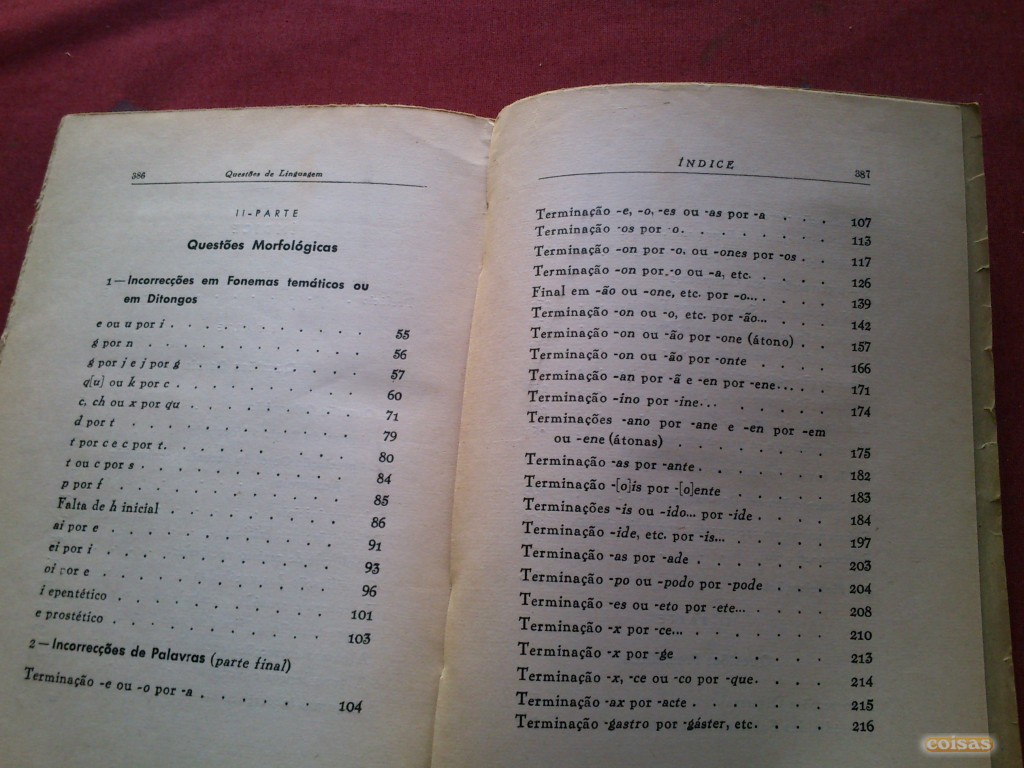 386 Questões de Linguagem
II-PARTE
Questões Morfológicas
1—Incorrecções em Fonemas temáticos ou
em Ditongos
e ou u por i . . . . . . . . . . . 55
g por n . . . . . . . . . . . . 56
g por j e j por g . . . . . . . . . . 57
q[u] ou k por c . . . . . . . . . . 60
c, ch ou x por qu . . . . . . . . . 71
d por t . . . . . . . . . . . . 79
t por c e c por t. . . . . . . . . . 80
t ou c por s . . . . . . . . . . . 84
p por f . . . . . . . . . . . . 85
Falta de h inicial . . . . . . . . . . 86
ai por e . . . . . . . . . . . . 91
ei por i . . . . . . . . . . . . 93
oi por e . . . . . . . . . . . . 96
i epentético . . . . . . . . . . . 101
e prostético . . . . . . . . . . . 103
2—Incorrecções de Palavras (parte final)
Terminação -e ou -o por -a . . . . . . . 104
ÍNDICE 387
Terminação -e, -o, -es ou -as por -a . . . 107
Terminação -os por -o. . . . . . . . 113
Terminação -on por -o, ou -ones por -os . . 117
Terminação -on por -o ou -a, etc. . . . . 126
Final em -ão ou -one, etc. por -o... . . . 139
Terminação -on ou -o, etc. por -ão... . . . 142
Terminação -on ou -ão por -one (átono) . . 157
Terminação -on ou -ão por -onte . . . . 166
Terminação -an por -ã e -en por -ene... . . 171
Terminação -ino por -ine... . . . . . 174
Terminações -ano por -ane e -en por -em
ou -ene (átonas) . . . . . . . 175
Terminação -as por -ante . . . . . . 182
Terminação -[o]is por -[o]ente . . . . . 183
Terminações -is ou -ido... por -ide . . . . 184
Terminação -ide, etc. por -is... . . . . 197
Terminação -as por -ade . . . . . . 203
Terminação -po ou -podo por -pode . . . 204
Terminação -es ou -eto por -ete... . . . 208
Terminação -x por -ce... . . . . . . 210
Terminação -x por -ge . . . . . . . 213
Terminação -x, -ce ou -co por -que. . . . 214
Terminação -ax por -acte . . . . . . 215
Terminação -gastro por -gáster, etc. . . . 216
coisas